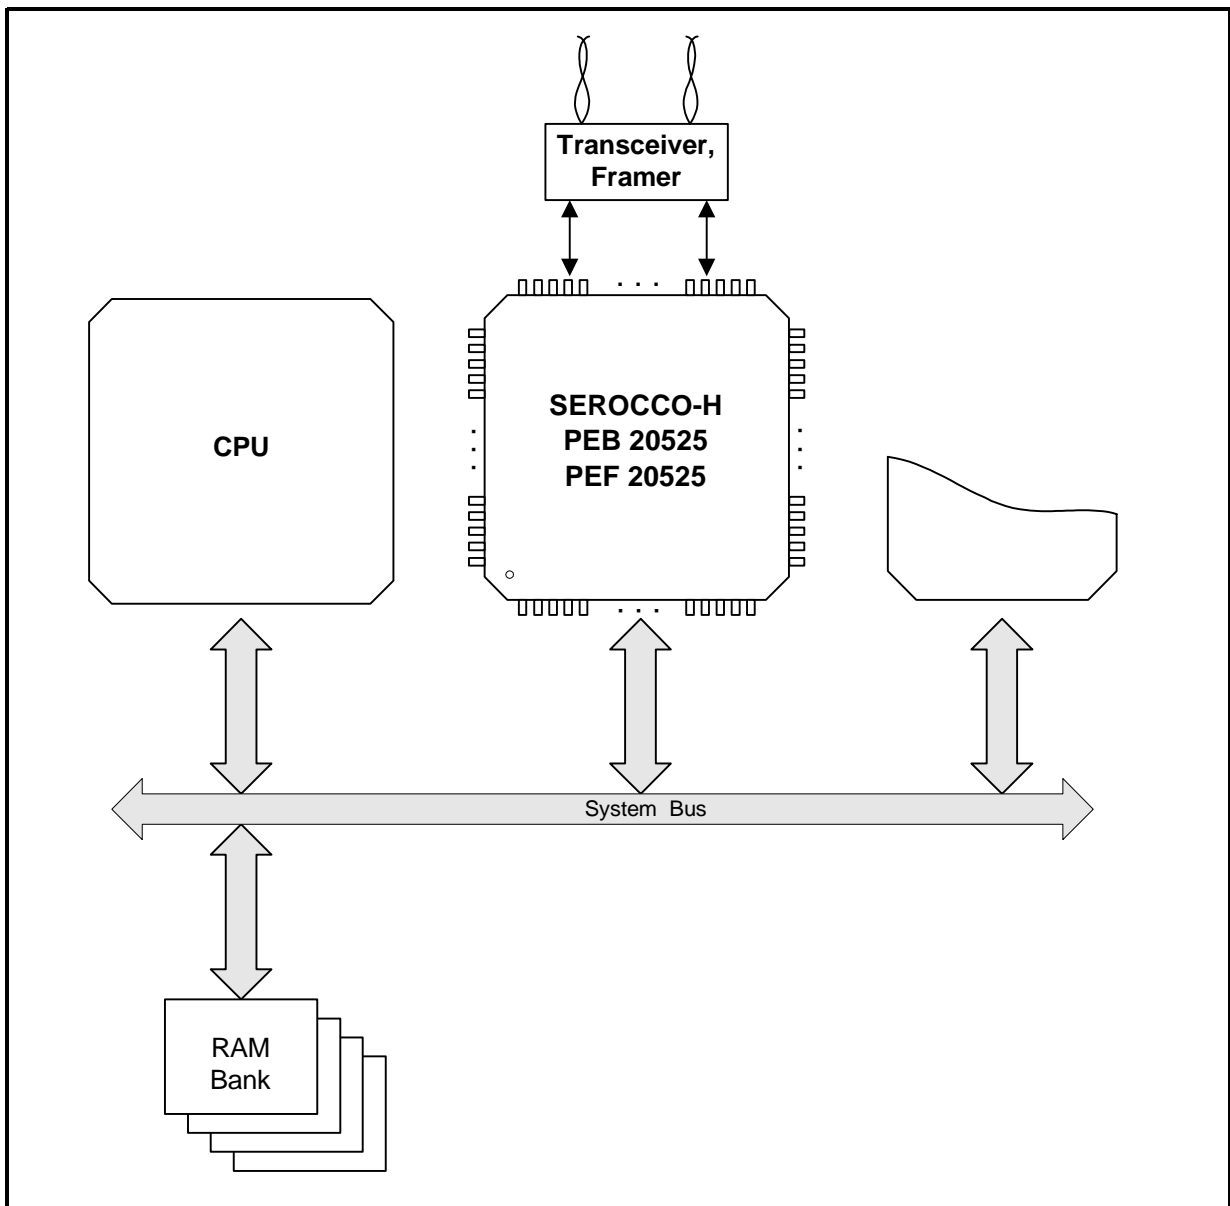 Transceiver,
Framer
SEROCCO-H
PEB 20525
PEF 20525
CPU
System Bus
RAM
Bank